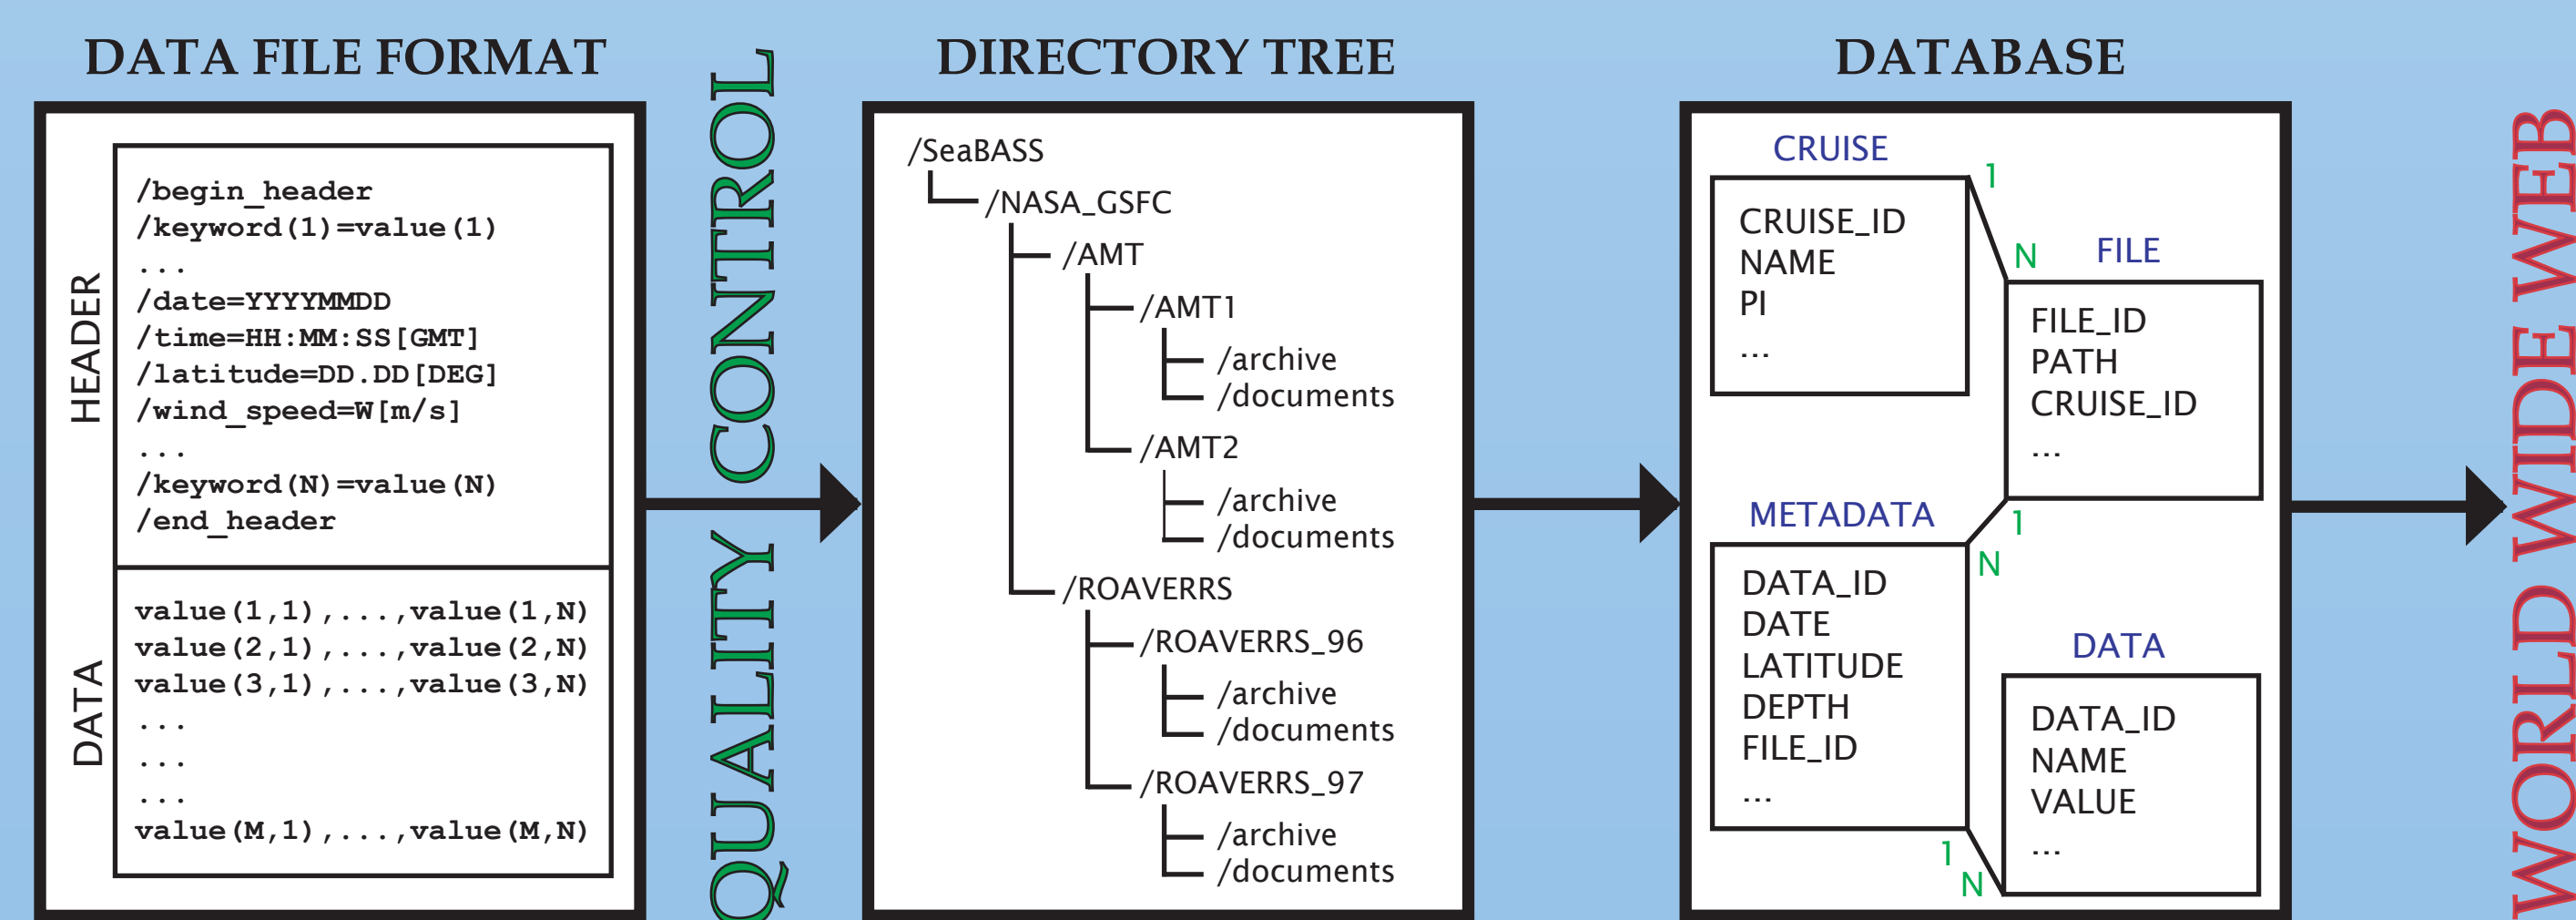 DATA FILE FORMAT
HEADER
/begin_header
/keyword(1)=value(1)
...
/date=YYYYMMDD
/time=HH:MM:SS[GMT]
/latitude=DD.DD[DEG]
/wind_speed=W[m/s]
...
/keyword(N)=value(N)
/end_header
DATA
value(1,1),...,value(1,N)
value(2,1),...,value(2,N)
value(3,1),...,value(3,N)
...
...
...
value(M,1),...,value(M,N)
QUALITY CONTROL
DIRECTORY TREE
/SeaBASS
/NASA_GSFC
/AMT
/AMT1
/archive
/documents
/AMT2
/archive
/documents
/ROAVERRS
/ROAVERRS_96
/archive
/documents
/ROAVERRS_97
/archive
/documents
DATABASE
CRUISE
1
CRUISE_ID
NAME
PI
...
N
FILE
FILE_ID
PATH
CRUISE_ID
...
1
METADATA
N
DATA_ID
DATE
LATITUDE
DEPTH
FILE_ID
...
1
N
DATA
DATA_ID
NAME
VALUE
...
WORLD WIDE WEB